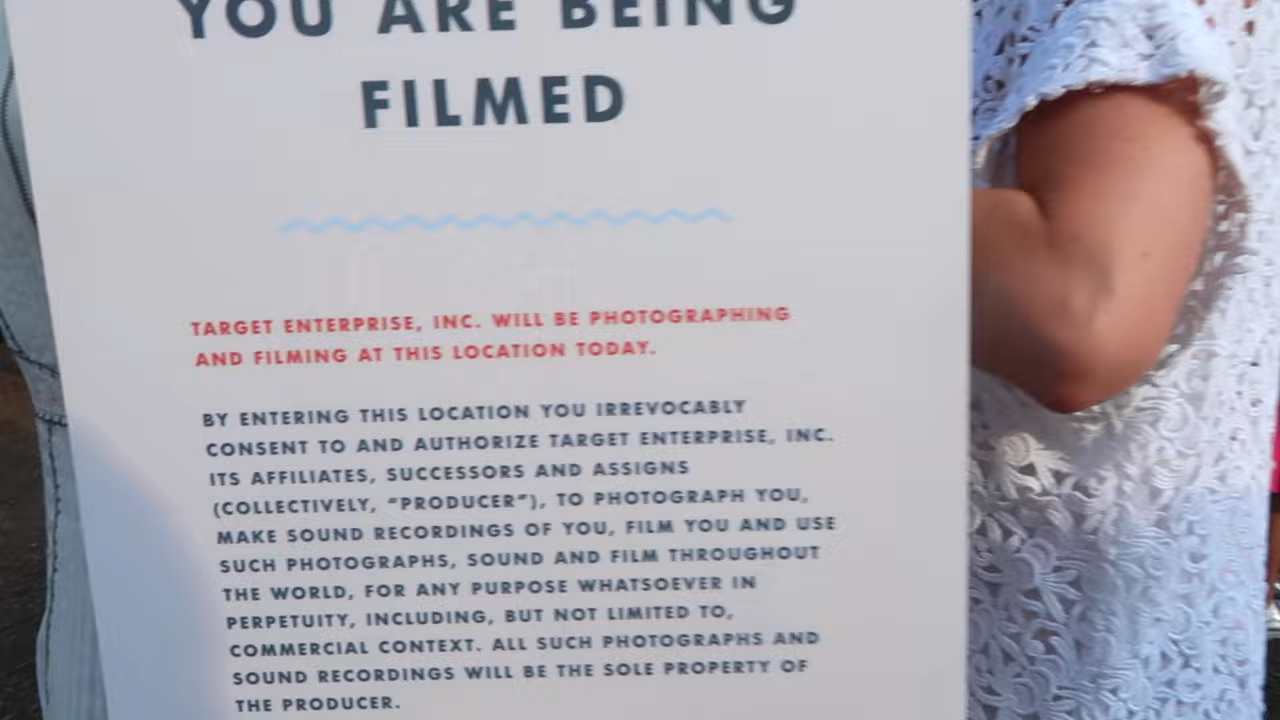 YOU ARE BEING
FILMED
TARGET ENTERPRISE, INC. WILL BE PHOTOGRAPHING
AND FILMING AT THIS LOCATION TODAY.
BY ENTERING THIS LOCATION YOU IRREVOCABLY
CONSENT TO AND AUTHORIZE TARGET ENTERPRISE, INC.
ITS AFFILIATES, SUCCESSORS AND ASSIGNS
(COLLECTIVELY, "PRODUCER"), TO PHOTOGRAPH YOU,
MAKE SOUND RECORDINGS OF YOU, FILM YOU AND USE
SUCH PHOTOGRAPHS, SOUND AND FILM THROUGHOUT
THE WORLD, FOR ANY PURPOSE WHATSOEVER IN
PERPETUITY, INCLUDING, BUT NOT LIMITED TO,
COMMERCIAL CONTEXT. ALL SUCH PHOTOGRAPHS AND
SOUND RECORDINGS WILL BE THE SOLE PROPERTY OF
THE PRODUCER.